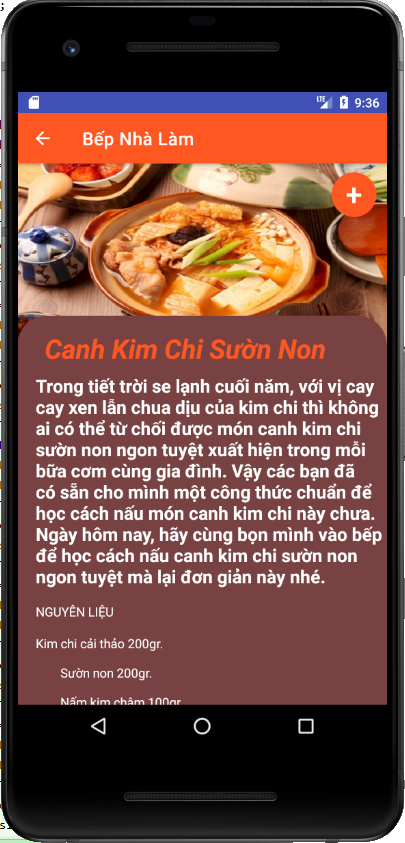 LTE 9:36
Bếp Nhà Làm
Canh Kim Chi Sườn Non
Trong tiết trời se lạnh cuối năm, với vị cay
cay xen lẫn chua dịu của kim chi thì không
ai có thể từ chối được món canh kim chi
sườn non ngon tuyệt xuất hiện trong mỗi
bữa cơm cùng gia đình. Vậy các bạn đã
có sẵn cho mình một công thức chuẩn để
học cách nấu món canh kim chi này chưa.
Ngày hôm nay, hãy cùng bọn mình vào bếp
để học cách nấu canh kim chi sườn non
ngon tuyệt mà lại đơn giản này nhé.
NGUYÊN LIỆU
Kim chi cải thảo 200gr.
Sườn non 200gr.
Nấm kim châm 100gr